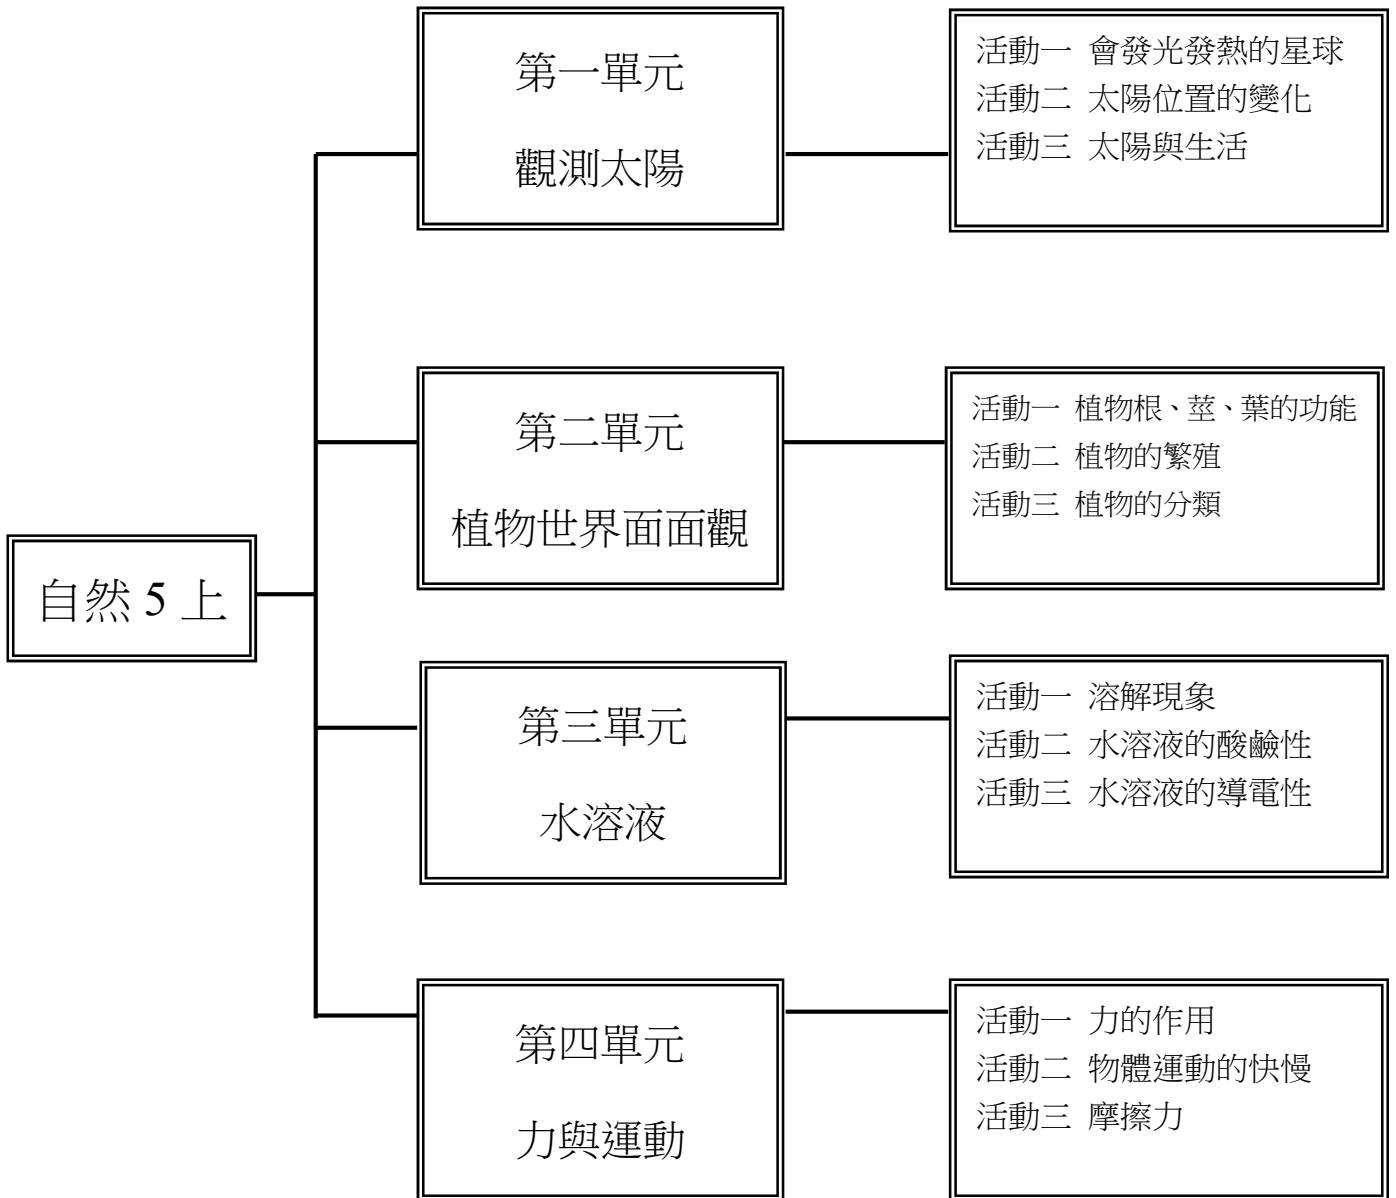 自然 5 上
第一單元
觀測太陽
活動一 會發光發熱的星球
活動二 太陽位置的變化
活動三 太陽與生活
第二單元
植物世界面面觀
活動一 植物根、莖、葉的功能
活動二 植物的繁殖
活動三 植物的分類
第三單元
水溶液
活動一 溶解現象
活動二 水溶液的酸鹼性
活動三 水溶液的導電性
第四單元
力與運動
活動一 力的作用
活動二 物體運動的快慢
活動三 摩擦力